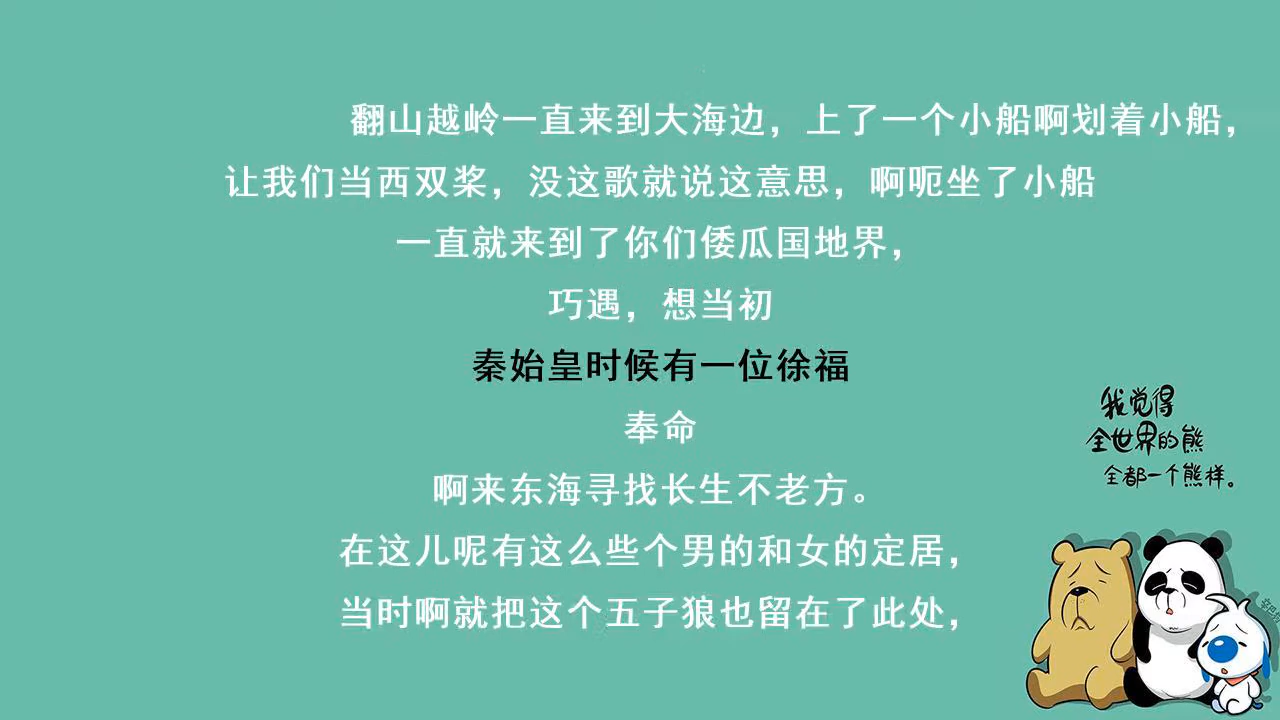 翻山越岭一直来到大海边，上了一个小船啊划着小船，
让我们当西双桨，没这歌就说这意思，啊呃坐了小船
一直就来到了你们倭瓜国地界，
巧遇，想当初
秦始皇时候有一位徐福
奉命
啊来东海寻找长生不老方。
在这儿呢有这么些个男的和女的定居，
当时啊就把这个五子狼也留在了此处，
我觉得
全世界的熊
全都一个熊样。